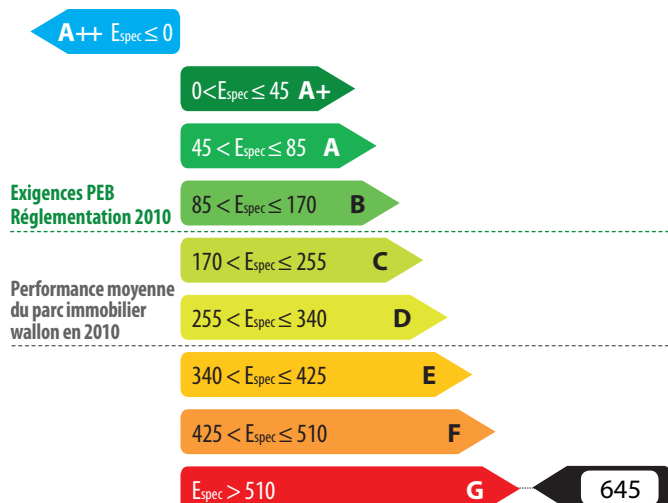 A++ Espec ≤ 0
0<Espec ≤ 45 A+
45 < Espec ≤ 85 A
Exigences PEB
Réglementation 2010
85 < Espec ≤ 170 B
170 < Espec ≤ 255 C
Performance moyenne
du parc immobilier
wallon en 2010
255 < Espec ≤ 340 D
340 < Espec ≤ 425 E
425 < Espec ≤ 510 F
Espec > 510 G
645